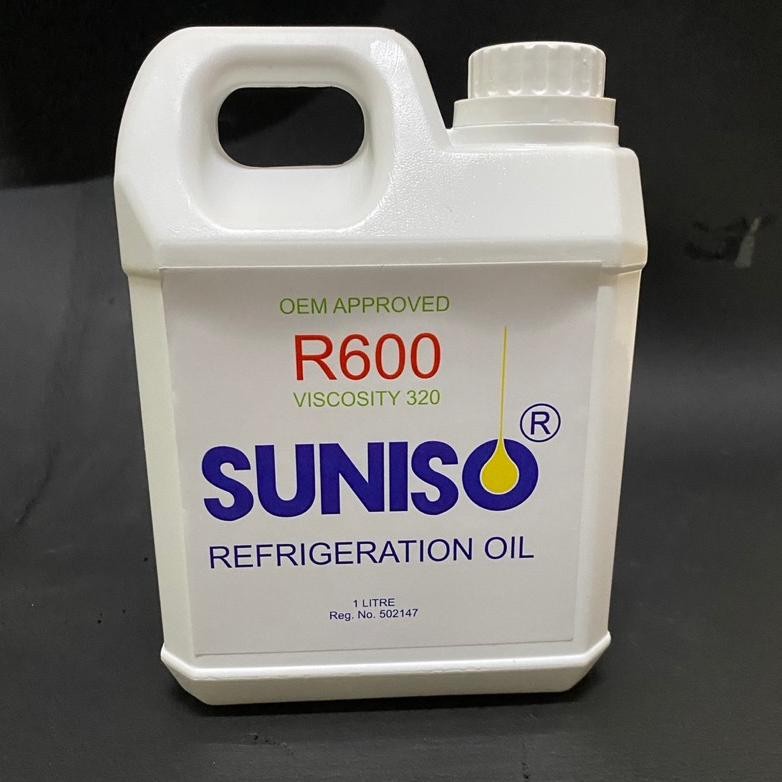 OEM APPROVED
R600
VISCOSITY 320
SUNISO ®
REFRIGERATION OIL
1 LITRE
Reg. No. 502147